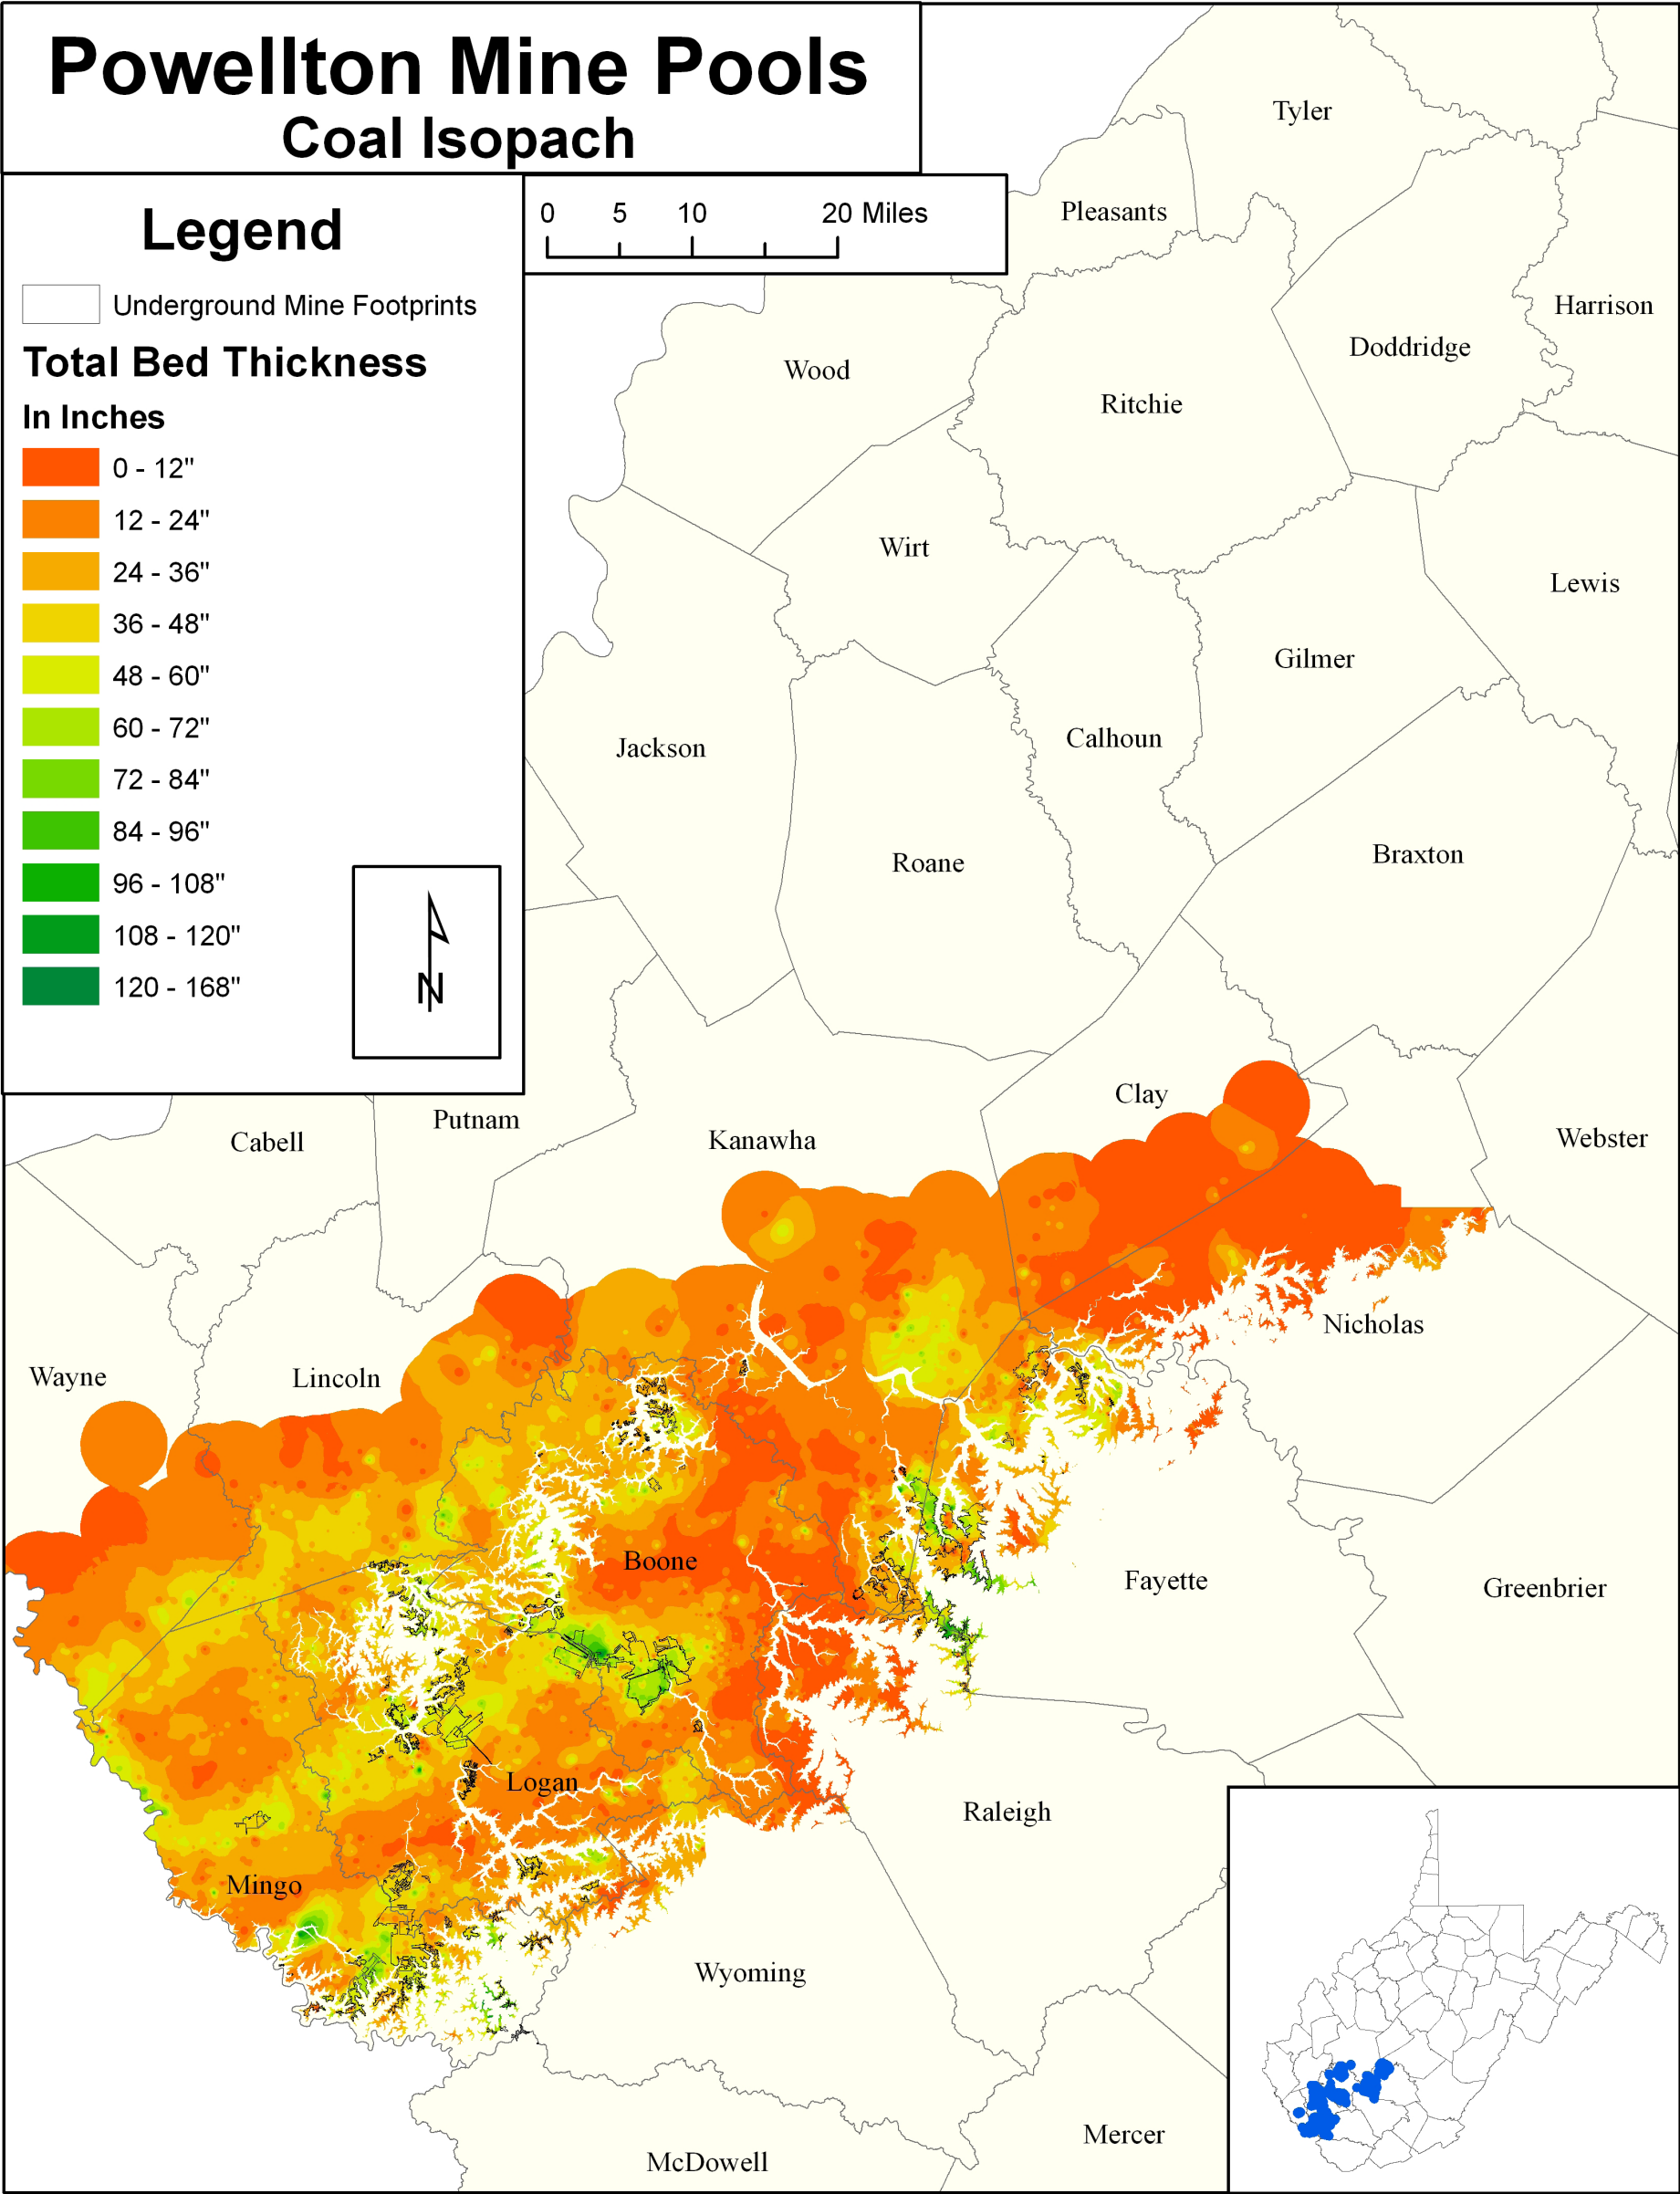 Powellton Mine Pools
Coal Isopach
Legend
Underground Mine Footprints
Total Bed Thickness
In Inches
0 - 12"
12 - 24"
24 - 36"
36 - 48"
48 - 60"
60 - 72"
72 - 84"
84 - 96"
96 - 108"
108 - 120"
120 - 168"
N
0 5 10 20 Miles
Tyler
Pleasants
Harrison
Doddridge
Wood
Ritchie
Wirt
Lewis
Gilmer
Calhoun
Jackson
Braxton
Roane
Clay
Putnam
Webster
Kanawha
Cabell
Nicholas
Wayne
Lincoln
Boone
Fayette
Greenbrier
Logan
Raleigh
Mingo
Wyoming
Mercer
McDowell